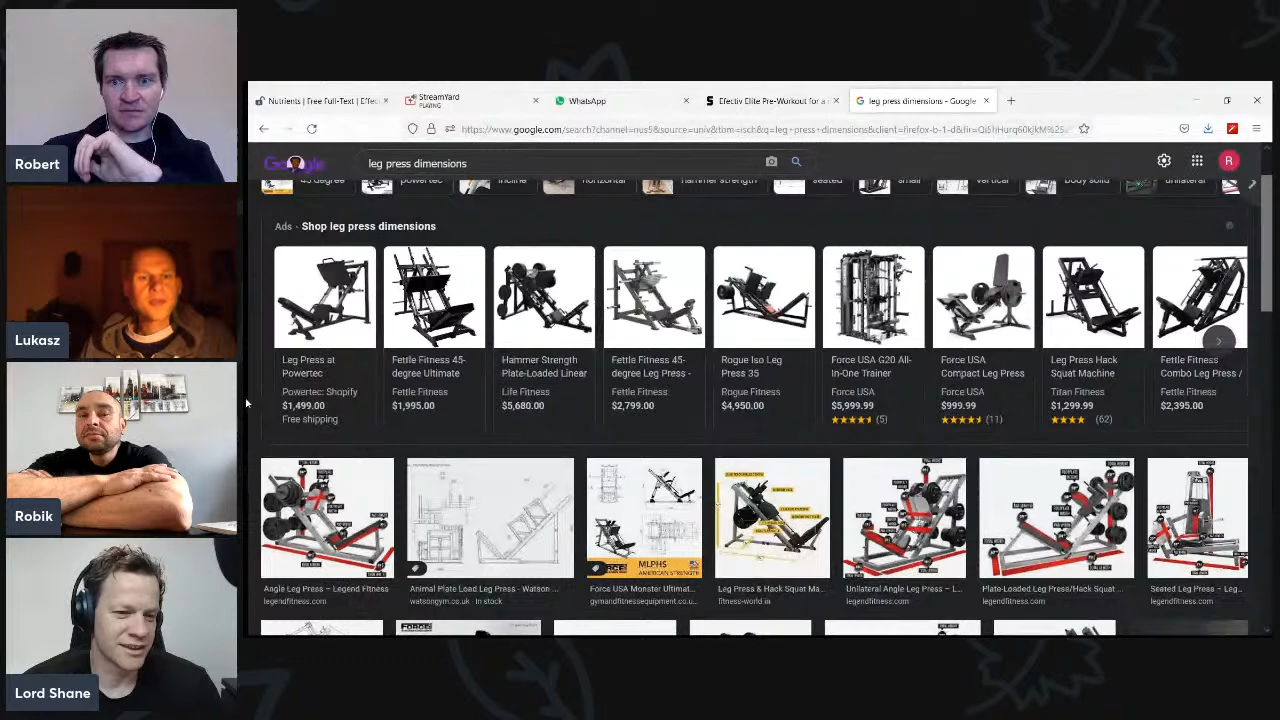 Robert
Lukasz
Robik
Lord Shane
Nutrients | Free Full-Text | Effec
StreamYard
PLAYING
WhatsApp
Efectiv Elite Pre-Workout for a
leg press dimensions - Google
leg press dimensions
45 degree
powertec
incline
horizontal
hammer strength
seated
small
vertical
body solid
unilateral
Ads · Shop leg press dimensions
Leg Press at
Powertec
Powertec: Shopify
$1,499.00
Free shipping
Fettle Fitness 45-
degree Ultimate
Fettle Fitness
$1,995.00
Hammer Strength
Plate-Loaded Linear
Life Fitness
$5,680.00
Fettle Fitness 45-
degree Leg Press -
Fettle Fitness
$2,799.00
Rogue Iso Leg
Press 35
Rogue Fitness
$4,950.00
Force USA G20 All-
In-One Trainer
Force USA
$5,999.99
(5)
Force USA
Compact Leg Press
Force USA
$999.99
(11)
Leg Press Hack
Squat Machine
Titan Fitness
$1,299.99
(62)
Fettle Fitness
Combo Leg Press /
Fettle Fitness
$2,395.00
MLPHS
AMERICAN STRENGTH
Angle Leg Press – Legend Fitness
legendfitness.com
Animal Plate Load Leg Press - Watson ...
watsongym.co.uk · In stock
Force USA Monster Ultimat...
gymandfitnessequipment.co.u...
Leg Press & Hack Squat Ma...
fitness-world.in
Unilateral Angle Leg Press – L...
legendfitness.com
Plate-Loaded Leg Press/Hack Squat ...
legendfitness.com
Seated Leg Press – Leg...
legendfitness.com